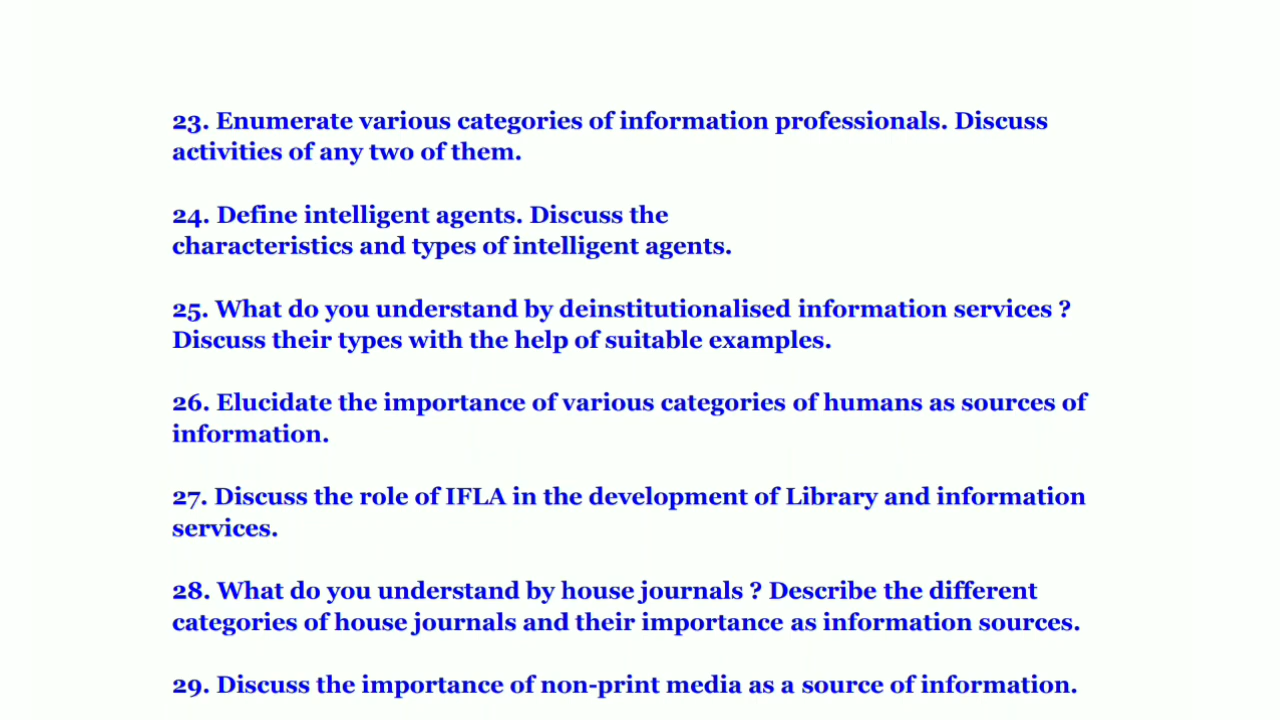 23. Enumerate various categories of information professionals. Discuss
activities of any two of them.
24. Define intelligent agents. Discuss the
characteristics and types of intelligent agents.
25. What do you understand by deinstitutionalised information services ?
Discuss their types with the help of suitable examples.
26. Elucidate the importance of various categories of humans as sources of
information.
27. Discuss the role of IFLA in the development of Library and information
services.
28. What do you understand by house journals ? Describe the different
categories of house journals and their importance as information sources.
29. Discuss the importance of non-print media as a source of information.